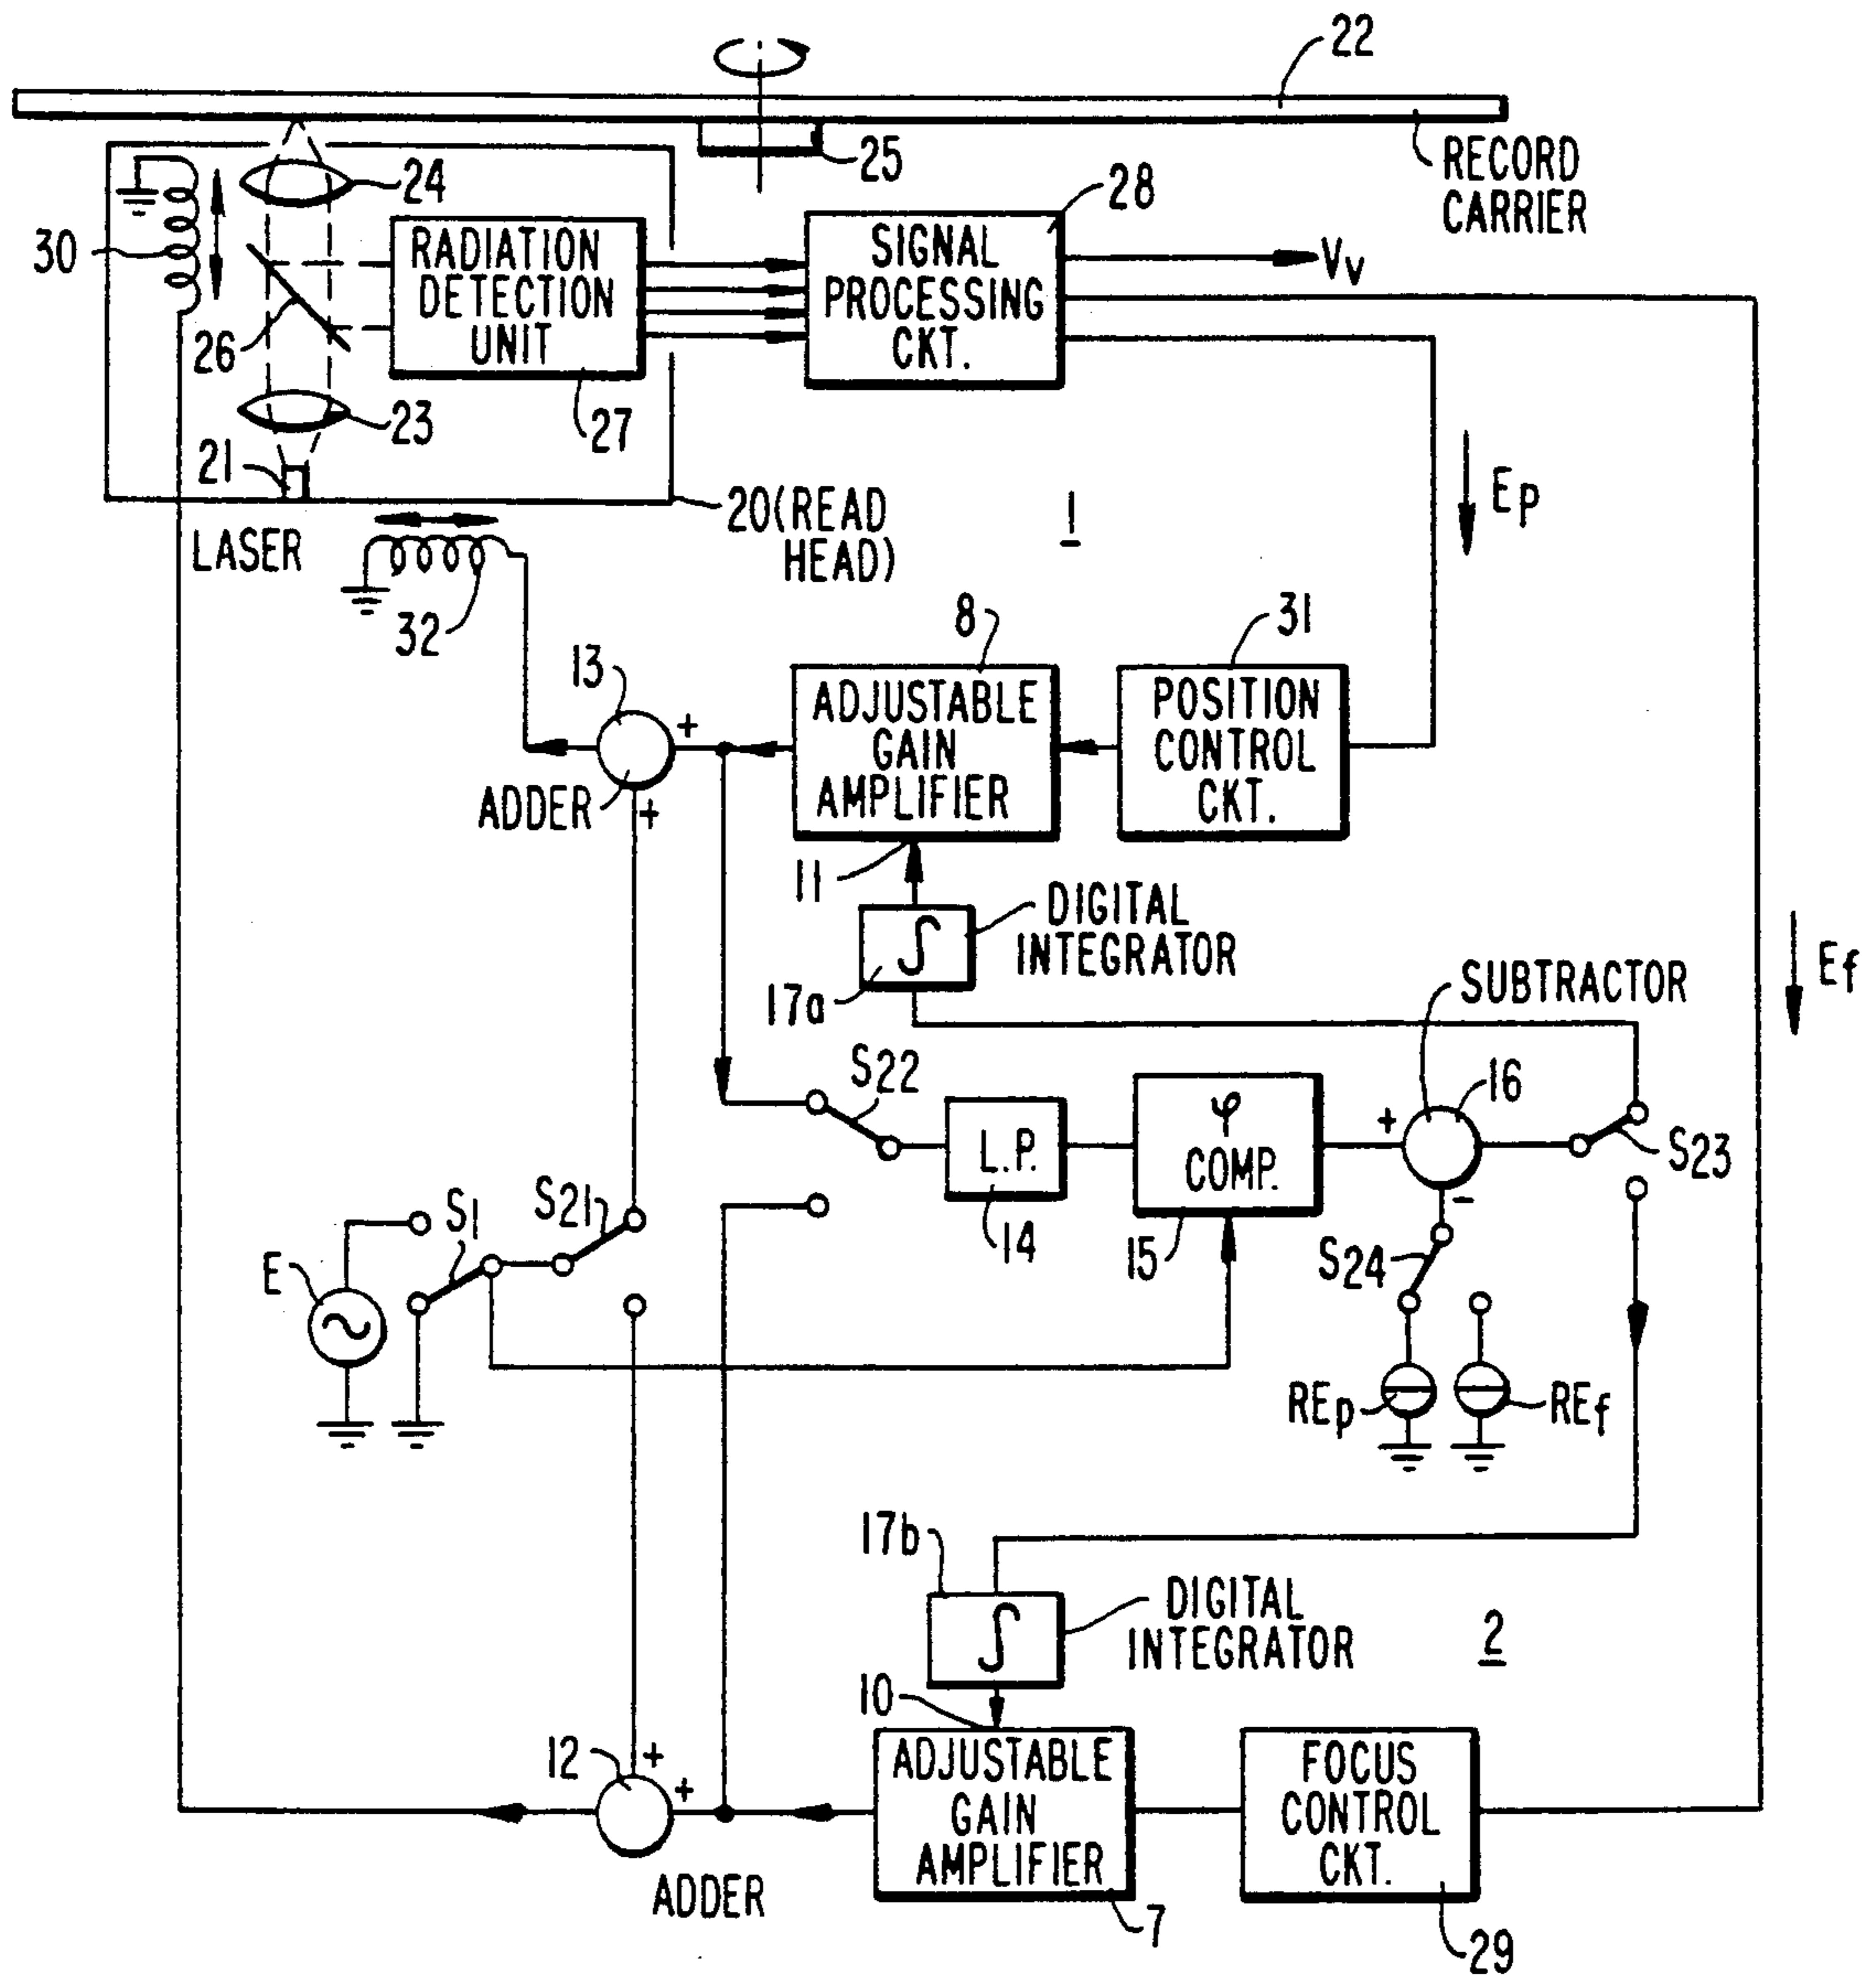 22
25
RECORD
CARRIER
24
28
30
RADIATION
DETECTION
UNIT
SIGNAL
PROCESSING
CKT.
Vv
26
23
27
21
Ep
LASER
20(READ
HEAD)
1
32
8
31
13
ADJUSTABLE
GAIN
AMPLIFIER
POSITION
CONTROL
CKT.
+
ADDER
+
11
DIGITAL
INTEGRATOR
∫
17a
Ef
SUBTRACTOR
16
S22
φ
COMP.
+
L.P.
S23
−
S1
S21
14
15
S24
E
∼
REp
REf
17b
DIGITAL
INTEGRATOR
∫
2
10
12
+
+
ADJUSTABLE
GAIN
AMPLIFIER
FOCUS
CONTROL
CKT.
ADDER
7
29